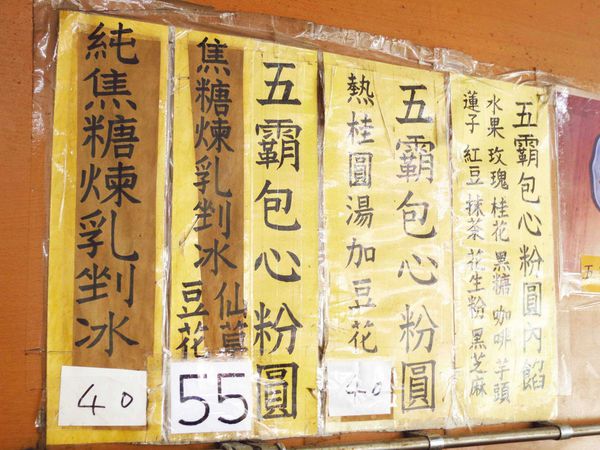 五霸包心粉圓內餡
水果 玫瑰 桂花 黑糖 咖啡 芋頭
蓮子 紅豆 抹茶 花生粉 黑芝麻
五霸包心粉圓
熱桂圓湯加豆花
40
五霸包心粉圓
焦糖煉乳剉冰
仙草
豆花
55
純焦糖煉乳剉冰
40